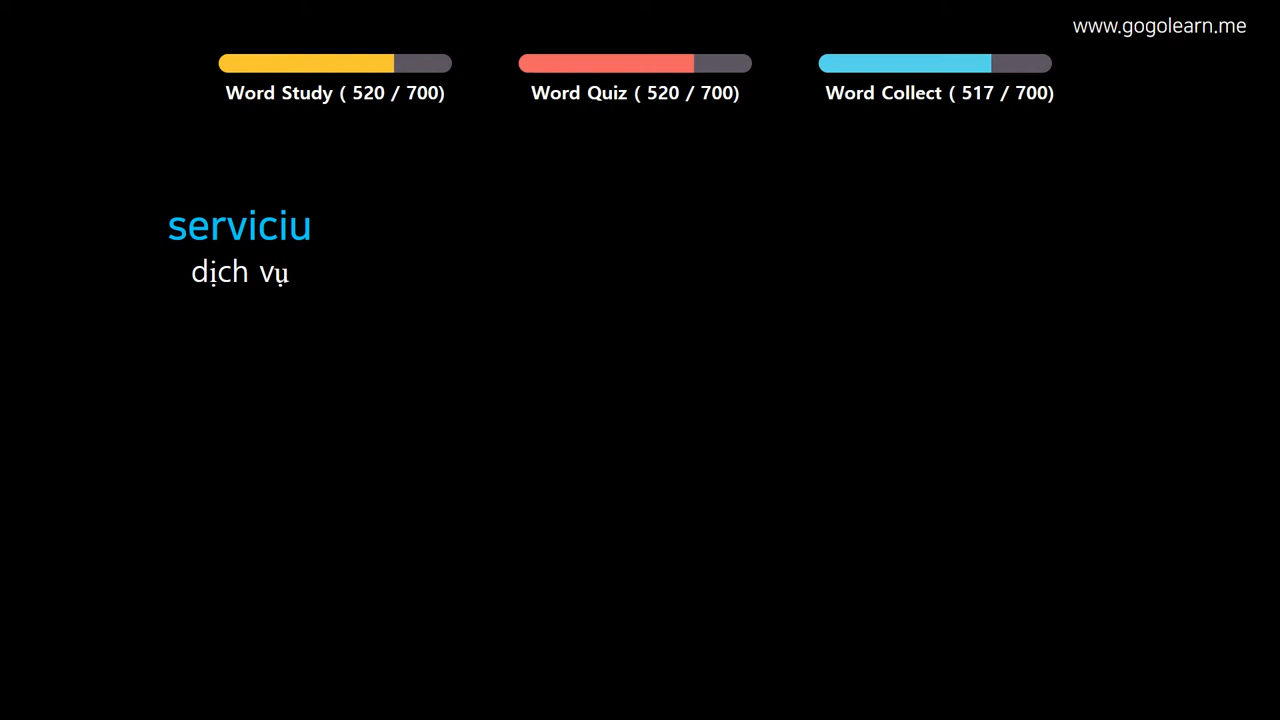 www.gogolearn.me
Word Study ( 520 / 700)
Word Quiz ( 520 / 700)
Word Collect ( 517 / 700)
serviciu
dịch vụ